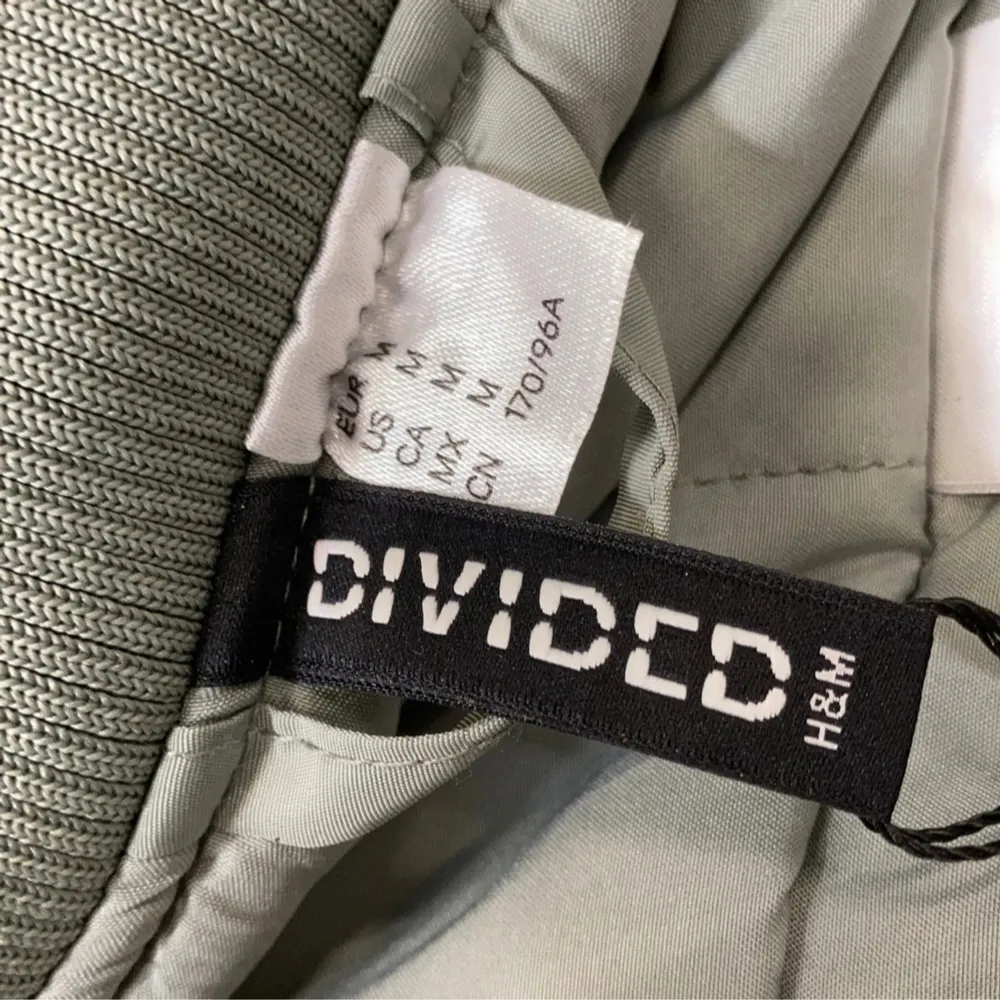 EUR M
US M
CA M
MX M
CN 170/96A
DIVIDED
H&M